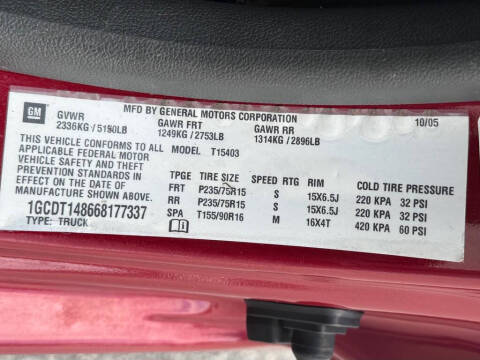 GM
MFD BY GENERAL MOTORS CORPORATION 10/05
GVWR GAWR FRT GAWR RR
2336KG / 5150LB 1249KG / 2753LB 1314KG / 2896LB
THIS VEHICLE CONFORMS TO ALL MODEL T15403
APPLICABLE FEDERAL MOTOR
VEHICLE SAFETY AND THEFT
PREVENTION STANDARDS IN
EFFECT ON THE DATE OF
MANUFACTURE SHOWN ABOVE.
1GCDT148668177337
TYPE: TRUCK
TPGE TIRE SIZE SPEED RTG RIM COLD TIRE PRESSURE
FRT P235/75R15 S 15X6.5J 220 KPA 32 PSI
RR P235/75R15 S 15X6.5J 220 KPA 32 PSI
SPA T155/90R16 M 16X4T 420 KPA 60 PSI